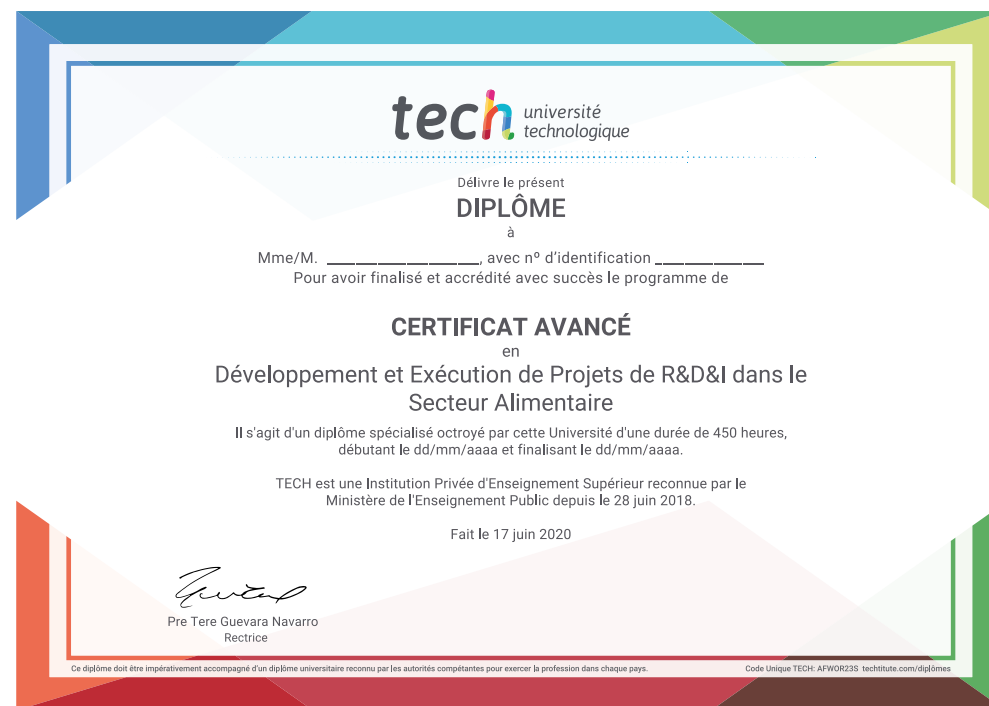 tech université
technologique
Délivre le présent
DIPLÔME
à
Mme/M. ________________, avec nº d'identification ____________
Pour avoir finalisé et accrédité avec succès le programme de
CERTIFICAT AVANCÉ
en
Développement et Exécution de Projets de R&D&I dans le
Secteur Alimentaire
Il s'agit d'un diplôme spécialisé octroyé par cette Université d'une durée de 450 heures,
débutant le dd/mm/aaaa et finalisant le dd/mm/aaaa.
TECH est une Institution Privée d'Enseignement Supérieur reconnue par le
Ministère de l'Enseignement Public depuis le 28 juin 2018.
Fait le 17 juin 2020
Pre Tere Guevara Navarro
Rectrice
Ce diplôme doit être impérativement accompagné d'un diplôme universitaire reconnu par les autorités compétentes pour exercer la profession dans chaque pays.
Code Unique TECH: AFWOR23S techtitute.com/diplômes